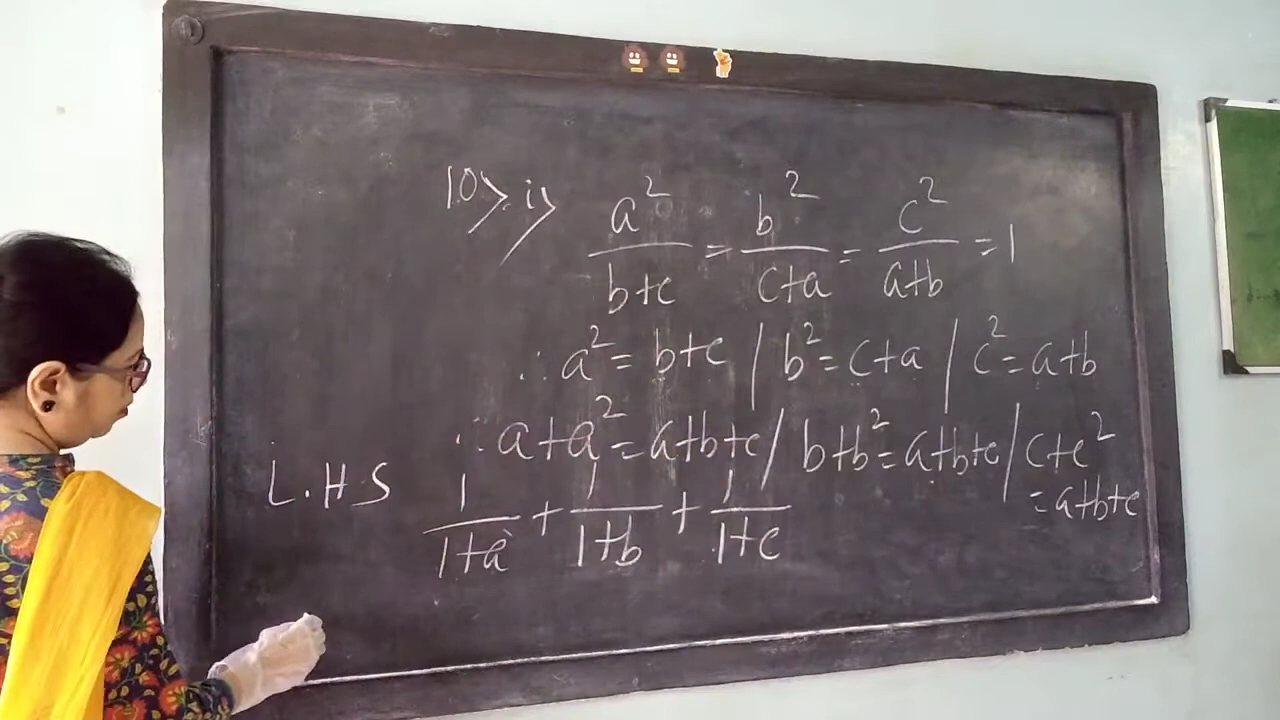 10> i> a²/b+c = b²/c+a = c²/a+b = 1
∴ a² = b+c / b² = c+a / c² = a+b
∴ a+a² = a+b+c / b+b² = a+b+c / c+c² = a+b+c
L.H.S 1/1+a + 1/1+b + 1/1+c